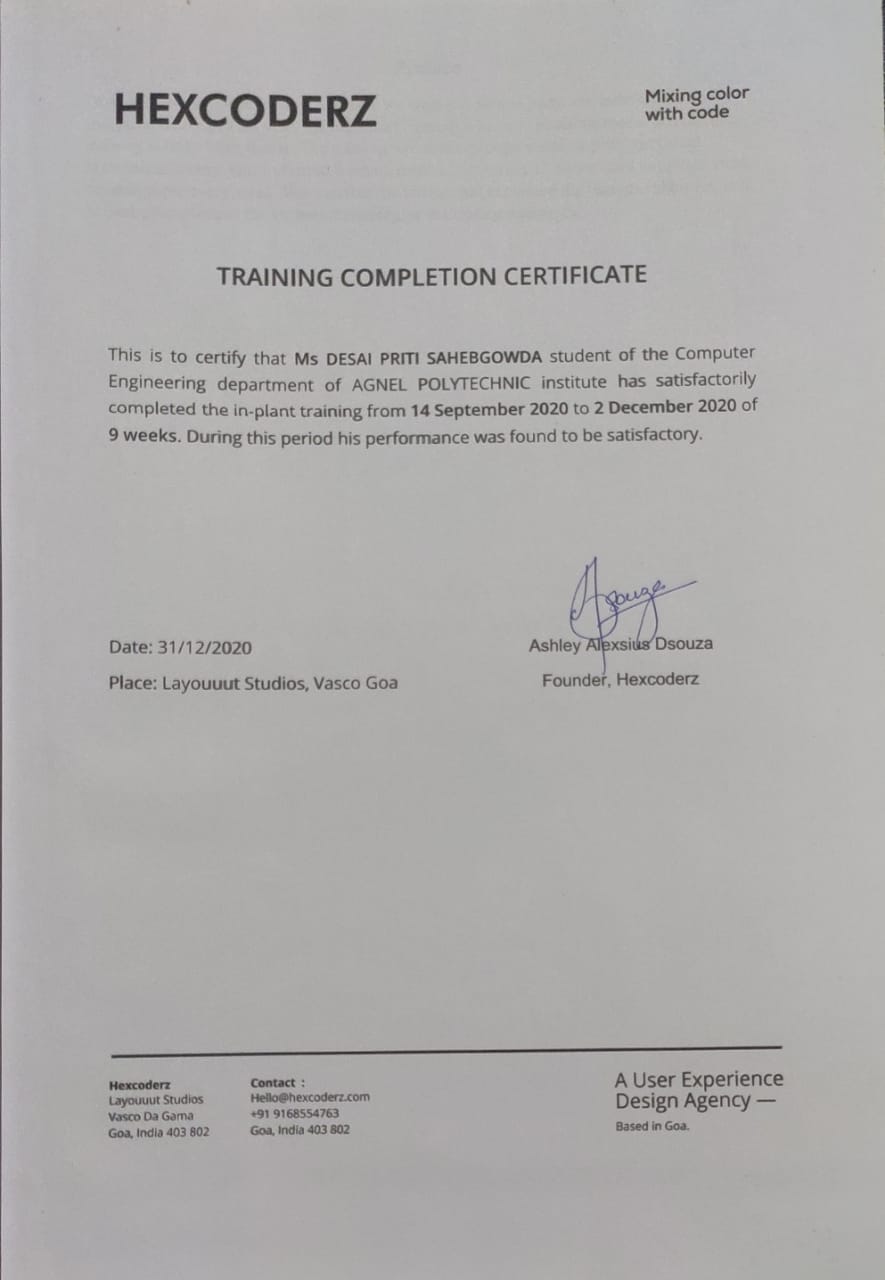 HEXCODERZ
Mixing color
with code
TRAINING COMPLETION CERTIFICATE
This is to certify that Ms DESAI PRITI SAHEBGOWDA student of the Computer
Engineering department of AGNEL POLYTECHNIC institute has satisfactorily
completed the in-plant training from 14 September 2020 to 2 December 2020 of
9 weeks. During this period his performance was found to be satisfactory.
Date: 31/12/2020
Place: Layouuut Studios, Vasco Goa
Ashley Alexsius Dsouza
Founder, Hexcoderz
Hexcoderz
Layouuut Studios
Vasco Da Gama
Goa, India 403 802
Contact :
Hello@hexcoderz.com
+91 9168554763
Goa, India 403 802
A User Experience
Design Agency —
Based in Goa.